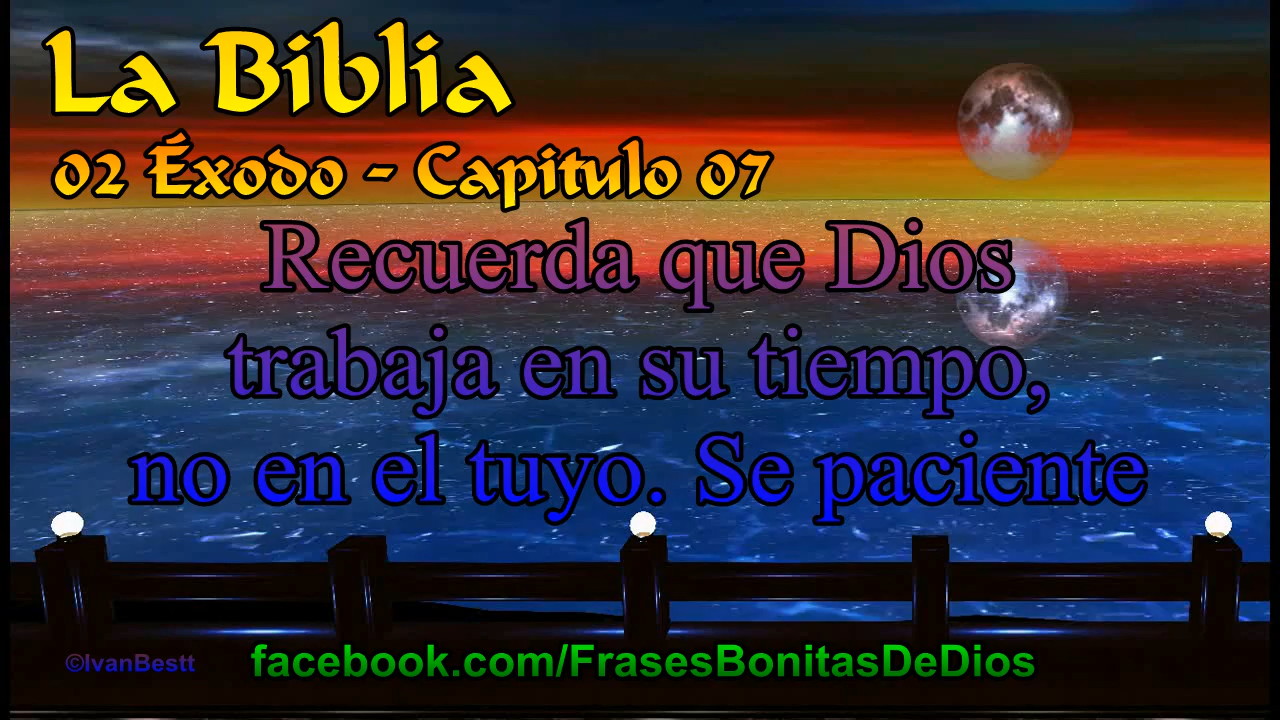 La Biblia
02 Éxodo - Capitulo 07
Recuerda que Dios
trabaja en su tiempo,
no en el tuyo. Se paciente
©IvanBestt
facebook.com/FrasesBonitasDeDios